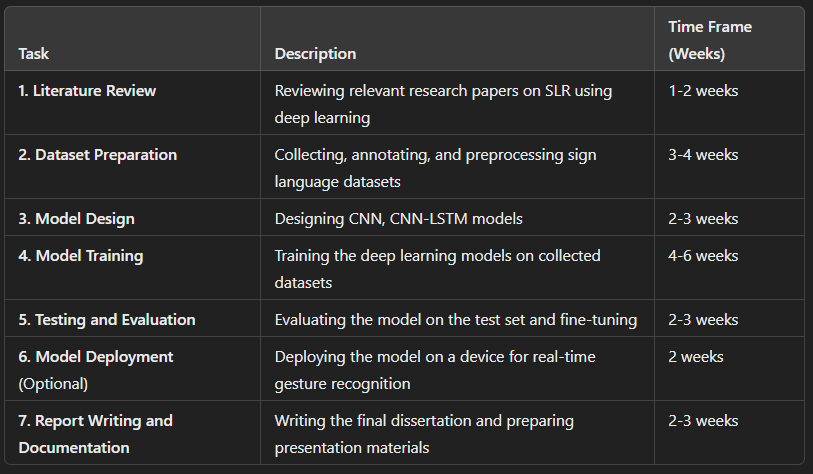 Task Description Time Frame (Weeks)
1. Literature Review Reviewing relevant research papers on SLR using 1-2 weeks
deep learning
2. Dataset Preparation Collecting, annotating, and preprocessing sign 3-4 weeks
language datasets
3. Model Design Designing CNN, CNN-LSTM models 2-3 weeks
4. Model Training Training the deep learning models on collected 4-6 weeks
datasets
5. Testing and Evaluation Evaluating the model on the test set and fine-tuning 2-3 weeks
6. Model Deployment Deploying the model on a device for real-time 2 weeks
(Optional) gesture recognition
7. Report Writing and Writing the final dissertation and preparing 2-3 weeks
Documentation presentation materials